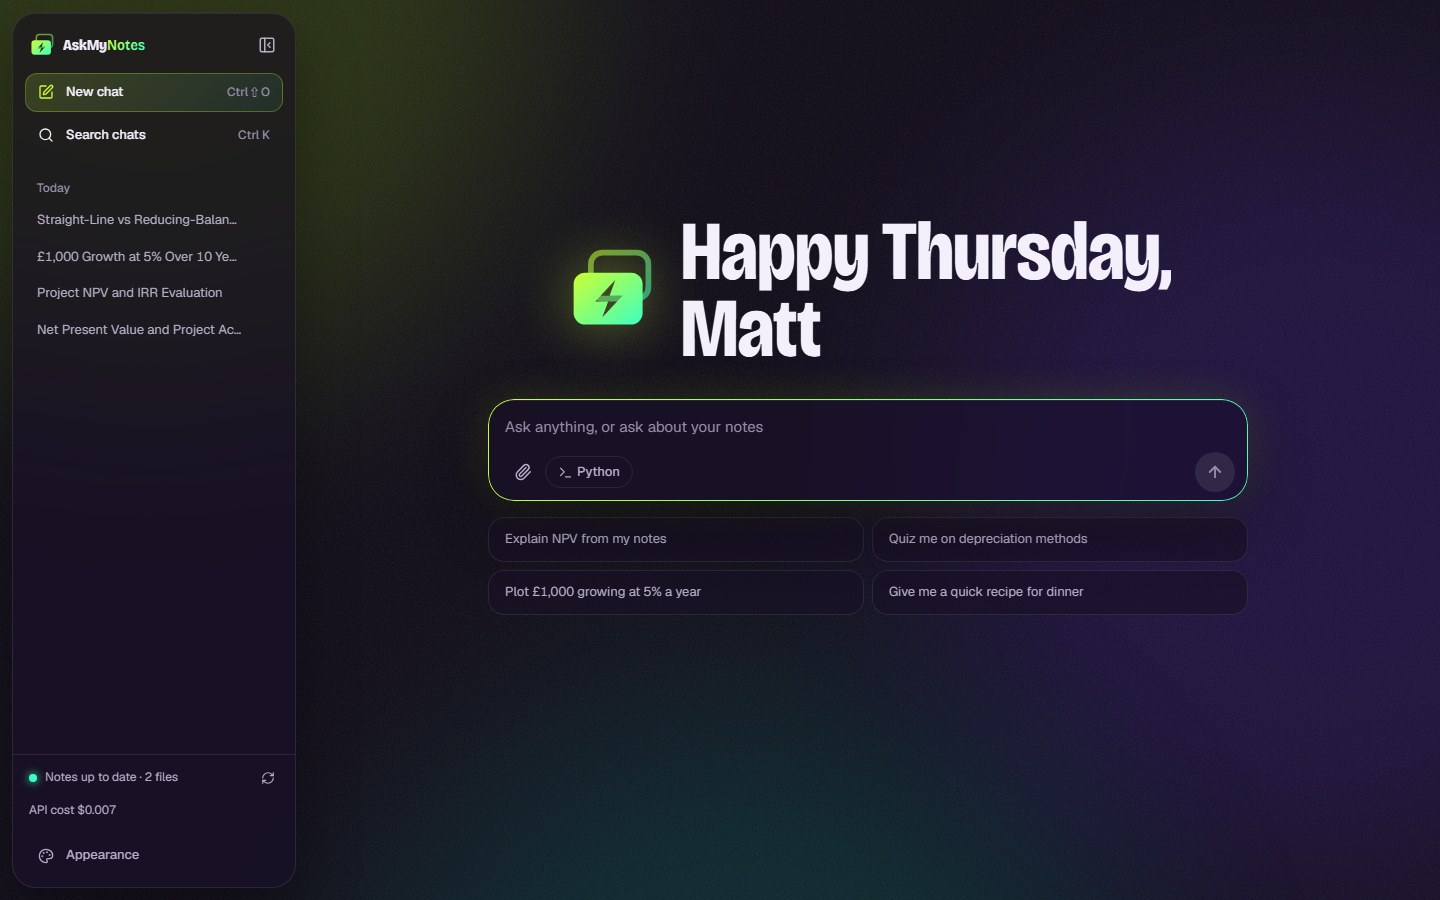 AskMyNotes
New chat
Ctrl⇧O
Search chats
Ctrl K
Today
Straight-Line vs Reducing-Balan...
£1,000 Growth at 5% Over 10 Ye...
Project NPV and IRR Evaluation
Net Present Value and Project Ac...
Notes up to date · 2 files
API cost $0.007
Appearance
Happy Thursday,
Matt
Ask anything, or ask about your notes
Python
Explain NPV from my notes
Quiz me on depreciation methods
Plot £1,000 growing at 5% a year
Give me a quick recipe for dinner